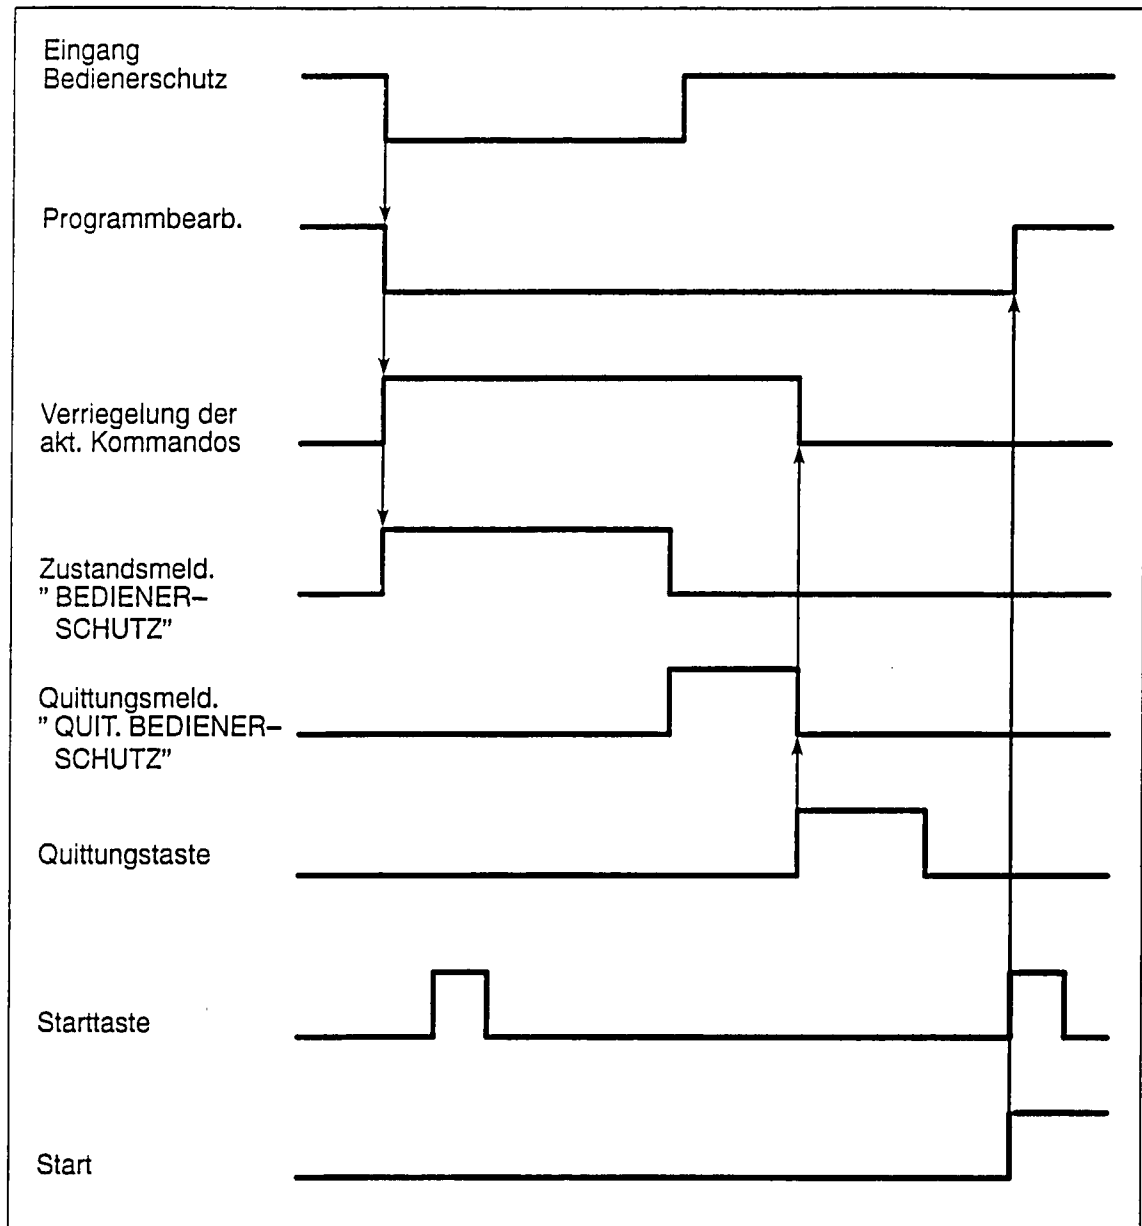 Eingang
Bedienerschutz
Programmbearb.
Verriegelung der
akt. Kommandos
Zustandsmeld.
" BEDIENER–
SCHUTZ"
Quittungsmeld.
" QUIT. BEDIENER–
SCHUTZ"
Quittungstaste
Starttaste
Start